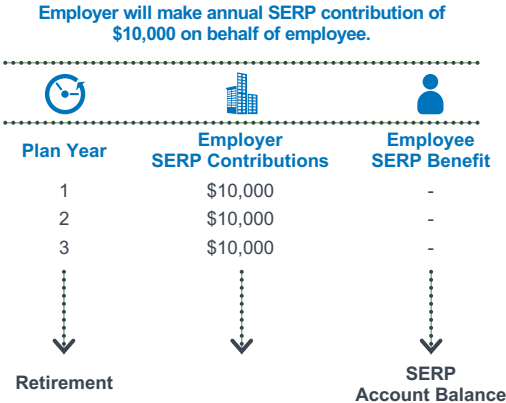 Employer will make annual SERP contribution of
$10,000 on behalf of employee.
Plan Year
Employer
SERP Contributions
Employee
SERP Benefit
1 $10,000 -
2 $10,000 -
3 $10,000 -
Retirement
SERP
Account Balance